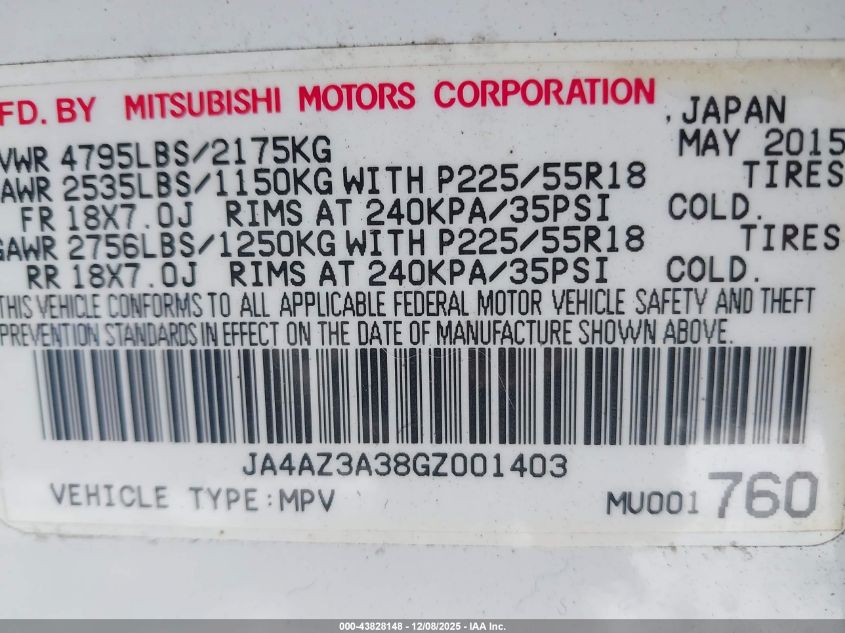 FD. BY MITSUBISHI MOTORS CORPORATION , JAPAN
VWR 4795LBS/2175KG MAY 2015
AWR 2535LBS/1150KG WITH P225/55R18 TIRES
FR 18X7.0J RIMS AT 240KPA/35PSI COLD.
GAWR 2756LBS/1250KG WITH P225/55R18 TIRES
RR 18X7.0J RIMS AT 240KPA/35PSI COLD.
THIS VEHICLE CONFORMS TO ALL APPLICABLE FEDERAL MOTOR VEHICLE SAFETY AND THEFT
PREVENTION STANDARDS IN EFFECT ON THE DATE OF MANUFACTURE SHOWN ABOVE.
JA4AZ3A38GZ001403
VEHICLE TYPE:MPV MU001760
000-43828148 - 12/08/2025 - IAA Inc.